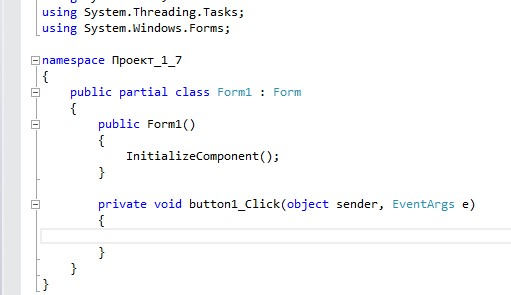 using System.Threading.Tasks;
using System.Windows.Forms;
namespace Проект_1_7
{
public partial class Form1 : Form
{
public Form1()
{
InitializeComponent();
}
private void button1_Click(object sender, EventArgs e)
{
}
}
}